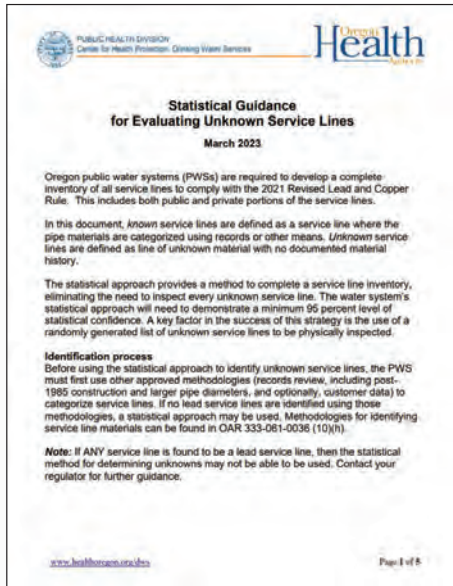 PUBLIC HEALTH DIVISION
Center for Health Protection, Drinking Water Services
Oregon
Health
Authority
Statistical Guidance
for Evaluating Unknown Service Lines
March 2023
Oregon public water systems (PWSs) are required to develop a complete
inventory of all service lines to comply with the 2021 Revised Lead and Copper
Rule. This includes both public and private portions of the service lines.
In this document, known service lines are defined as a service line where the
pipe materials are categorized using records or other means. Unknown service
lines are defined as line of unknown material with no documented material
history.
The statistical approach provides a method to complete a service line inventory,
eliminating the need to inspect every unknown service line. The water system's
statistical approach will need to demonstrate a minimum 95 percent level of
statistical confidence. A key factor in the success of this strategy is the use of a
randomly generated list of unknown service lines to be physically inspected.
Identification process
Before using the statistical approach to identify unknown service lines, the PWS
must first use other approved methodologies (records review, including post-
1985 construction and larger pipe diameters, and optionally, customer data) to
categorize service lines. If no lead service lines are identified using those
methodologies, a statistical approach may be used. Methodologies for identifying
service line materials can be found in OAR 333-061-0036 (10)(h).
Note: If ANY service line is found to be a lead service line, then the statistical
method for determining unknowns may not be able to be used. Contact your
regulator for further guidance.
www.healthoregon.org/dws
Page 1 of 5